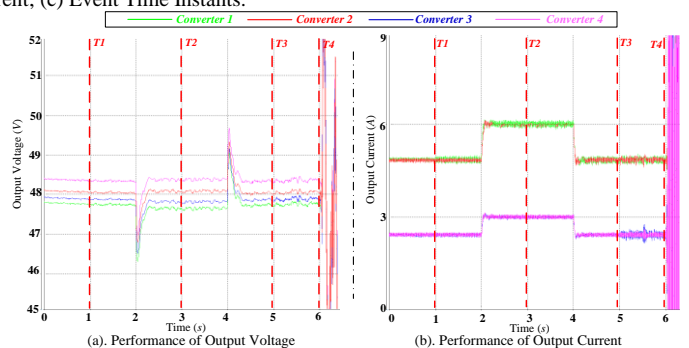 rent, (c) Event Time Instants.
Converter 1 Converter 2 Converter 3 Converter 4
52
51
50
49
48
47
46
45
Output Voltage (V)
T1 T2 T3 T4
0 1 2 3 4 5 6
Time (s)
(a). Performance of Output Voltage
9
6
3
0
Output Current (A)
T1 T2 T3 T4
0 1 2 3 4 5 6
Time (s)
(b). Performance of Output Current